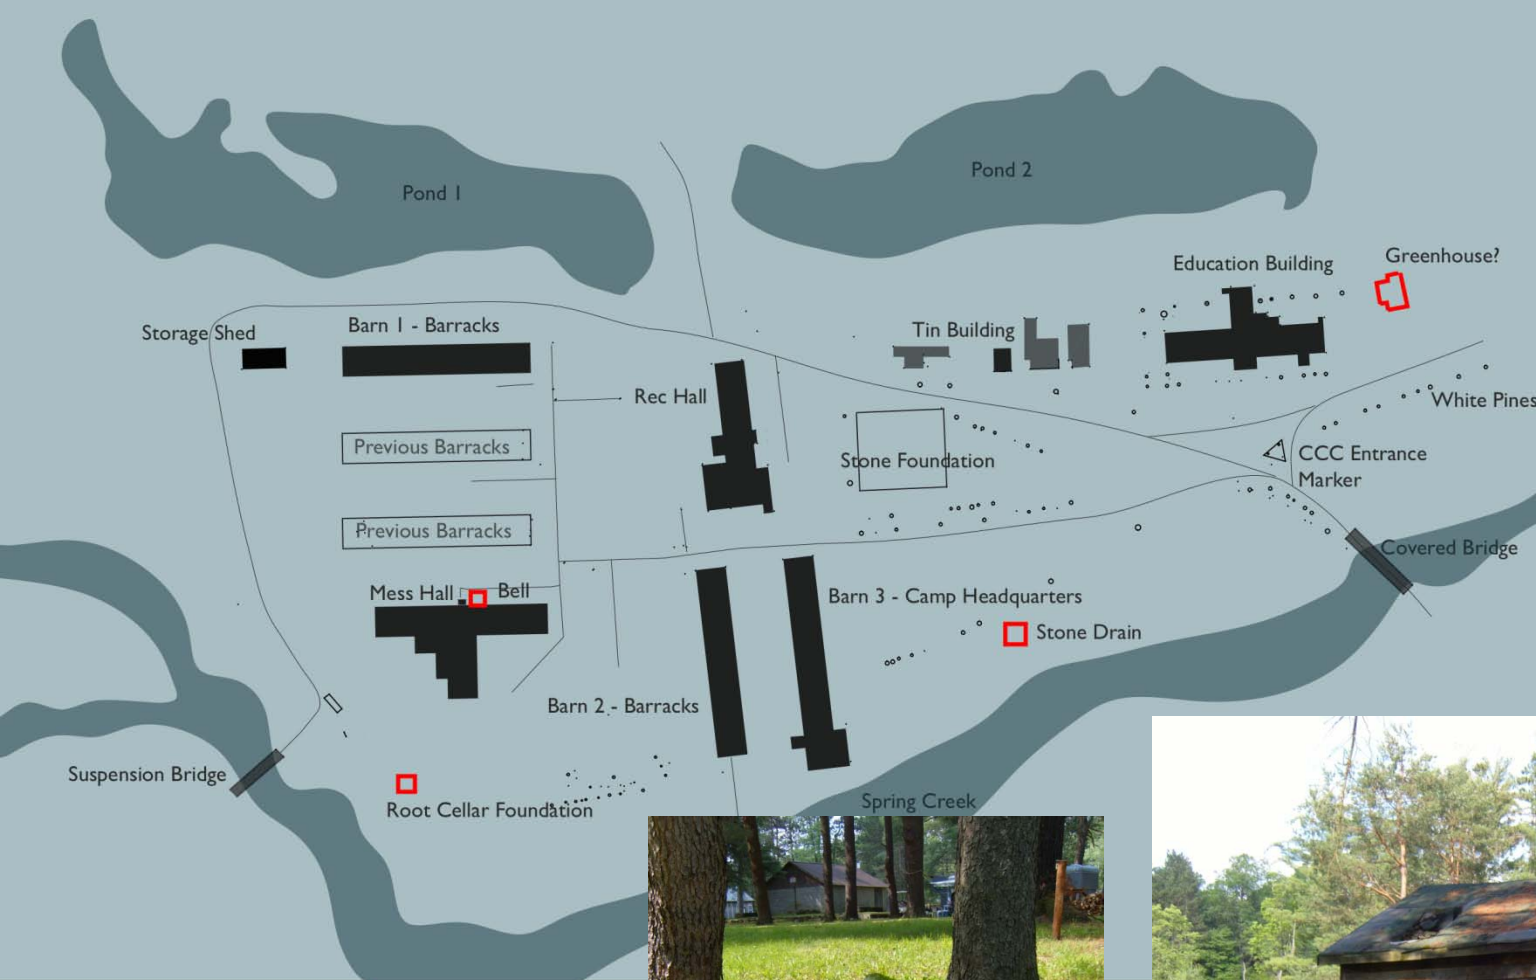 Pond 1
Pond 2
Education Building
Greenhouse?
Storage Shed
Barn 1 - Barracks
Tin Building
Rec Hall
White Pines
Previous Barracks
Stone Foundation
CCC Entrance
Marker
Previous Barracks
Covered Bridge
Mess Hall
Bell
Barn 3 - Camp Headquarters
Stone Drain
Barn 2 - Barracks
Suspension Bridge
Root Cellar Foundation
Spring Creek